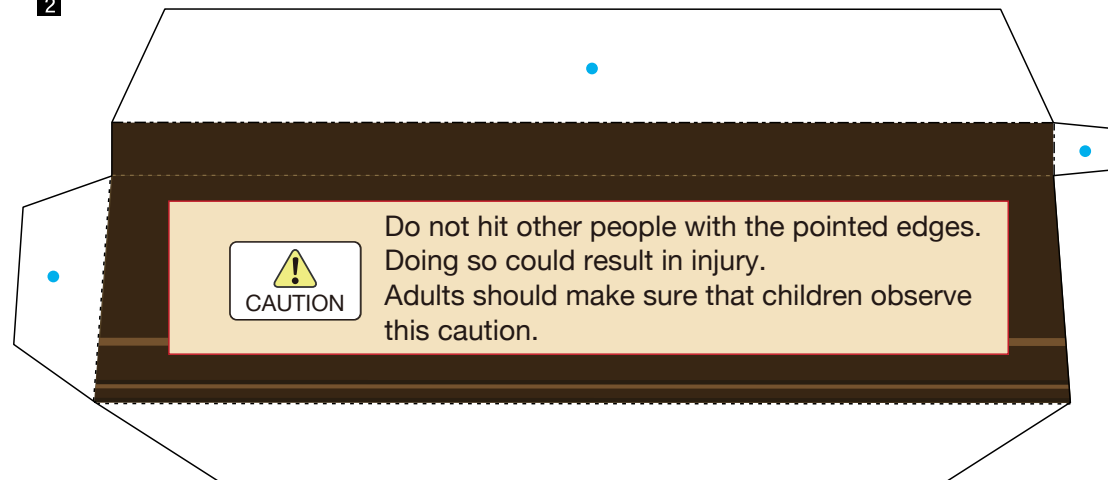 2
Do not hit other people with the pointed edges.
Doing so could result in injury.
CAUTION
Adults should make sure that children observe
this caution.